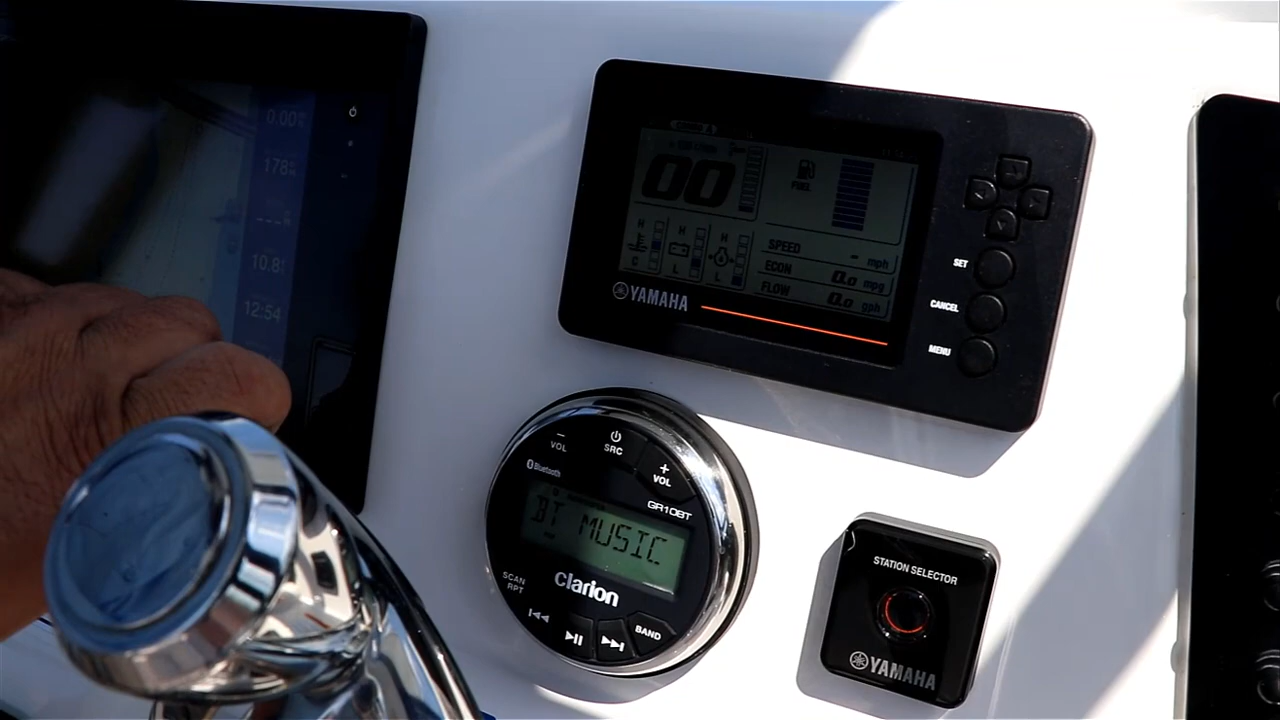 0.00
178
10.8
12:54
00
FUEL
H
C
H
L
H
L
SPEED
- mph
ECON
0.0 mpg
FLOW
0.0 gph
YAMAHA
SET
CANCEL
MENU
− VOL
SRC
+ VOL
Bluetooth
GR10BT
BT MUSIC
SCAN
RPT
clarion
BAND
STATION SELECTOR
YAMAHA